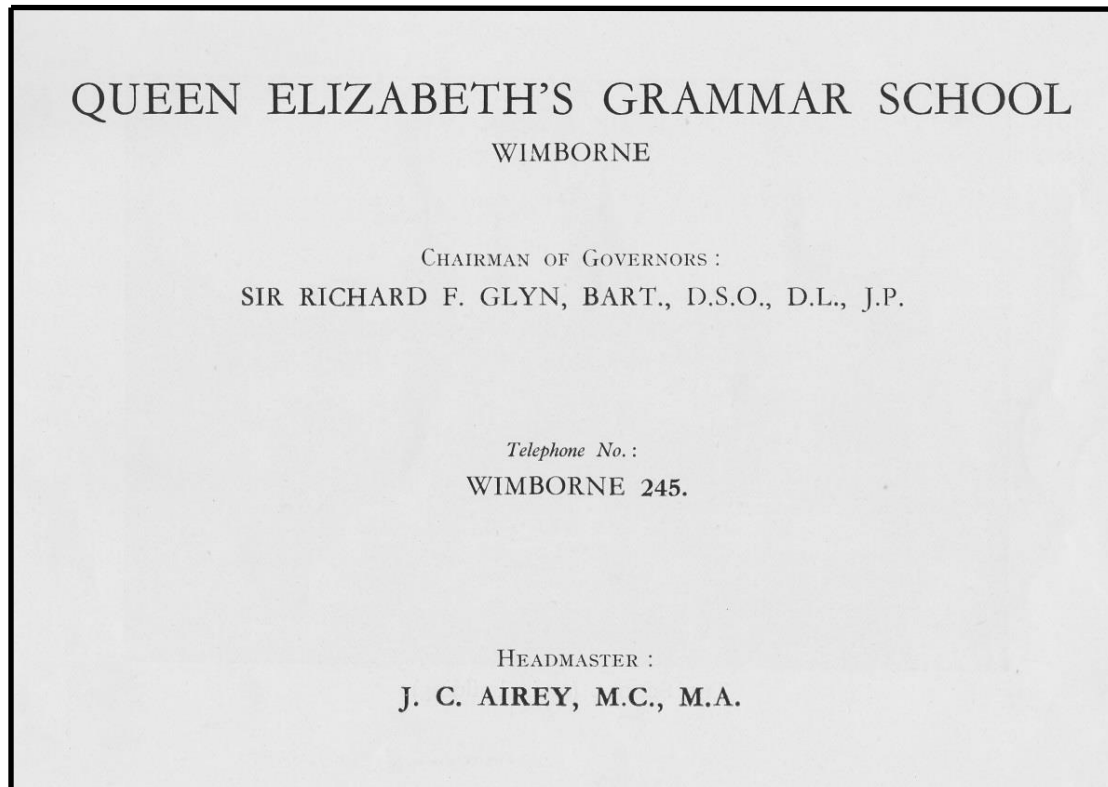 QUEEN ELIZABETH'S GRAMMAR SCHOOL
WIMBORNE
CHAIRMAN OF GOVERNORS :
SIR RICHARD F. GLYN, BART., D.S.O., D.L., J.P.
Telephone No. :
WIMBORNE 245.
HEADMASTER :
J. C. AIREY, M.C., M.A.